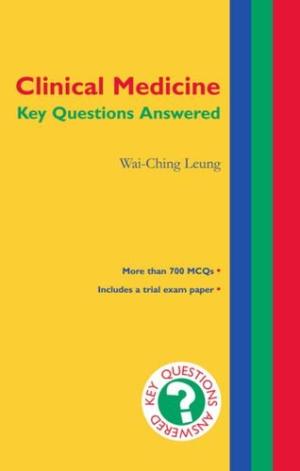 Clinical Medicine
Key Questions Answered
Wai-Ching Leung
More than 700 MCQs •
Includes a trial exam paper •
KEY QUESTIONS
?
ANSWERED